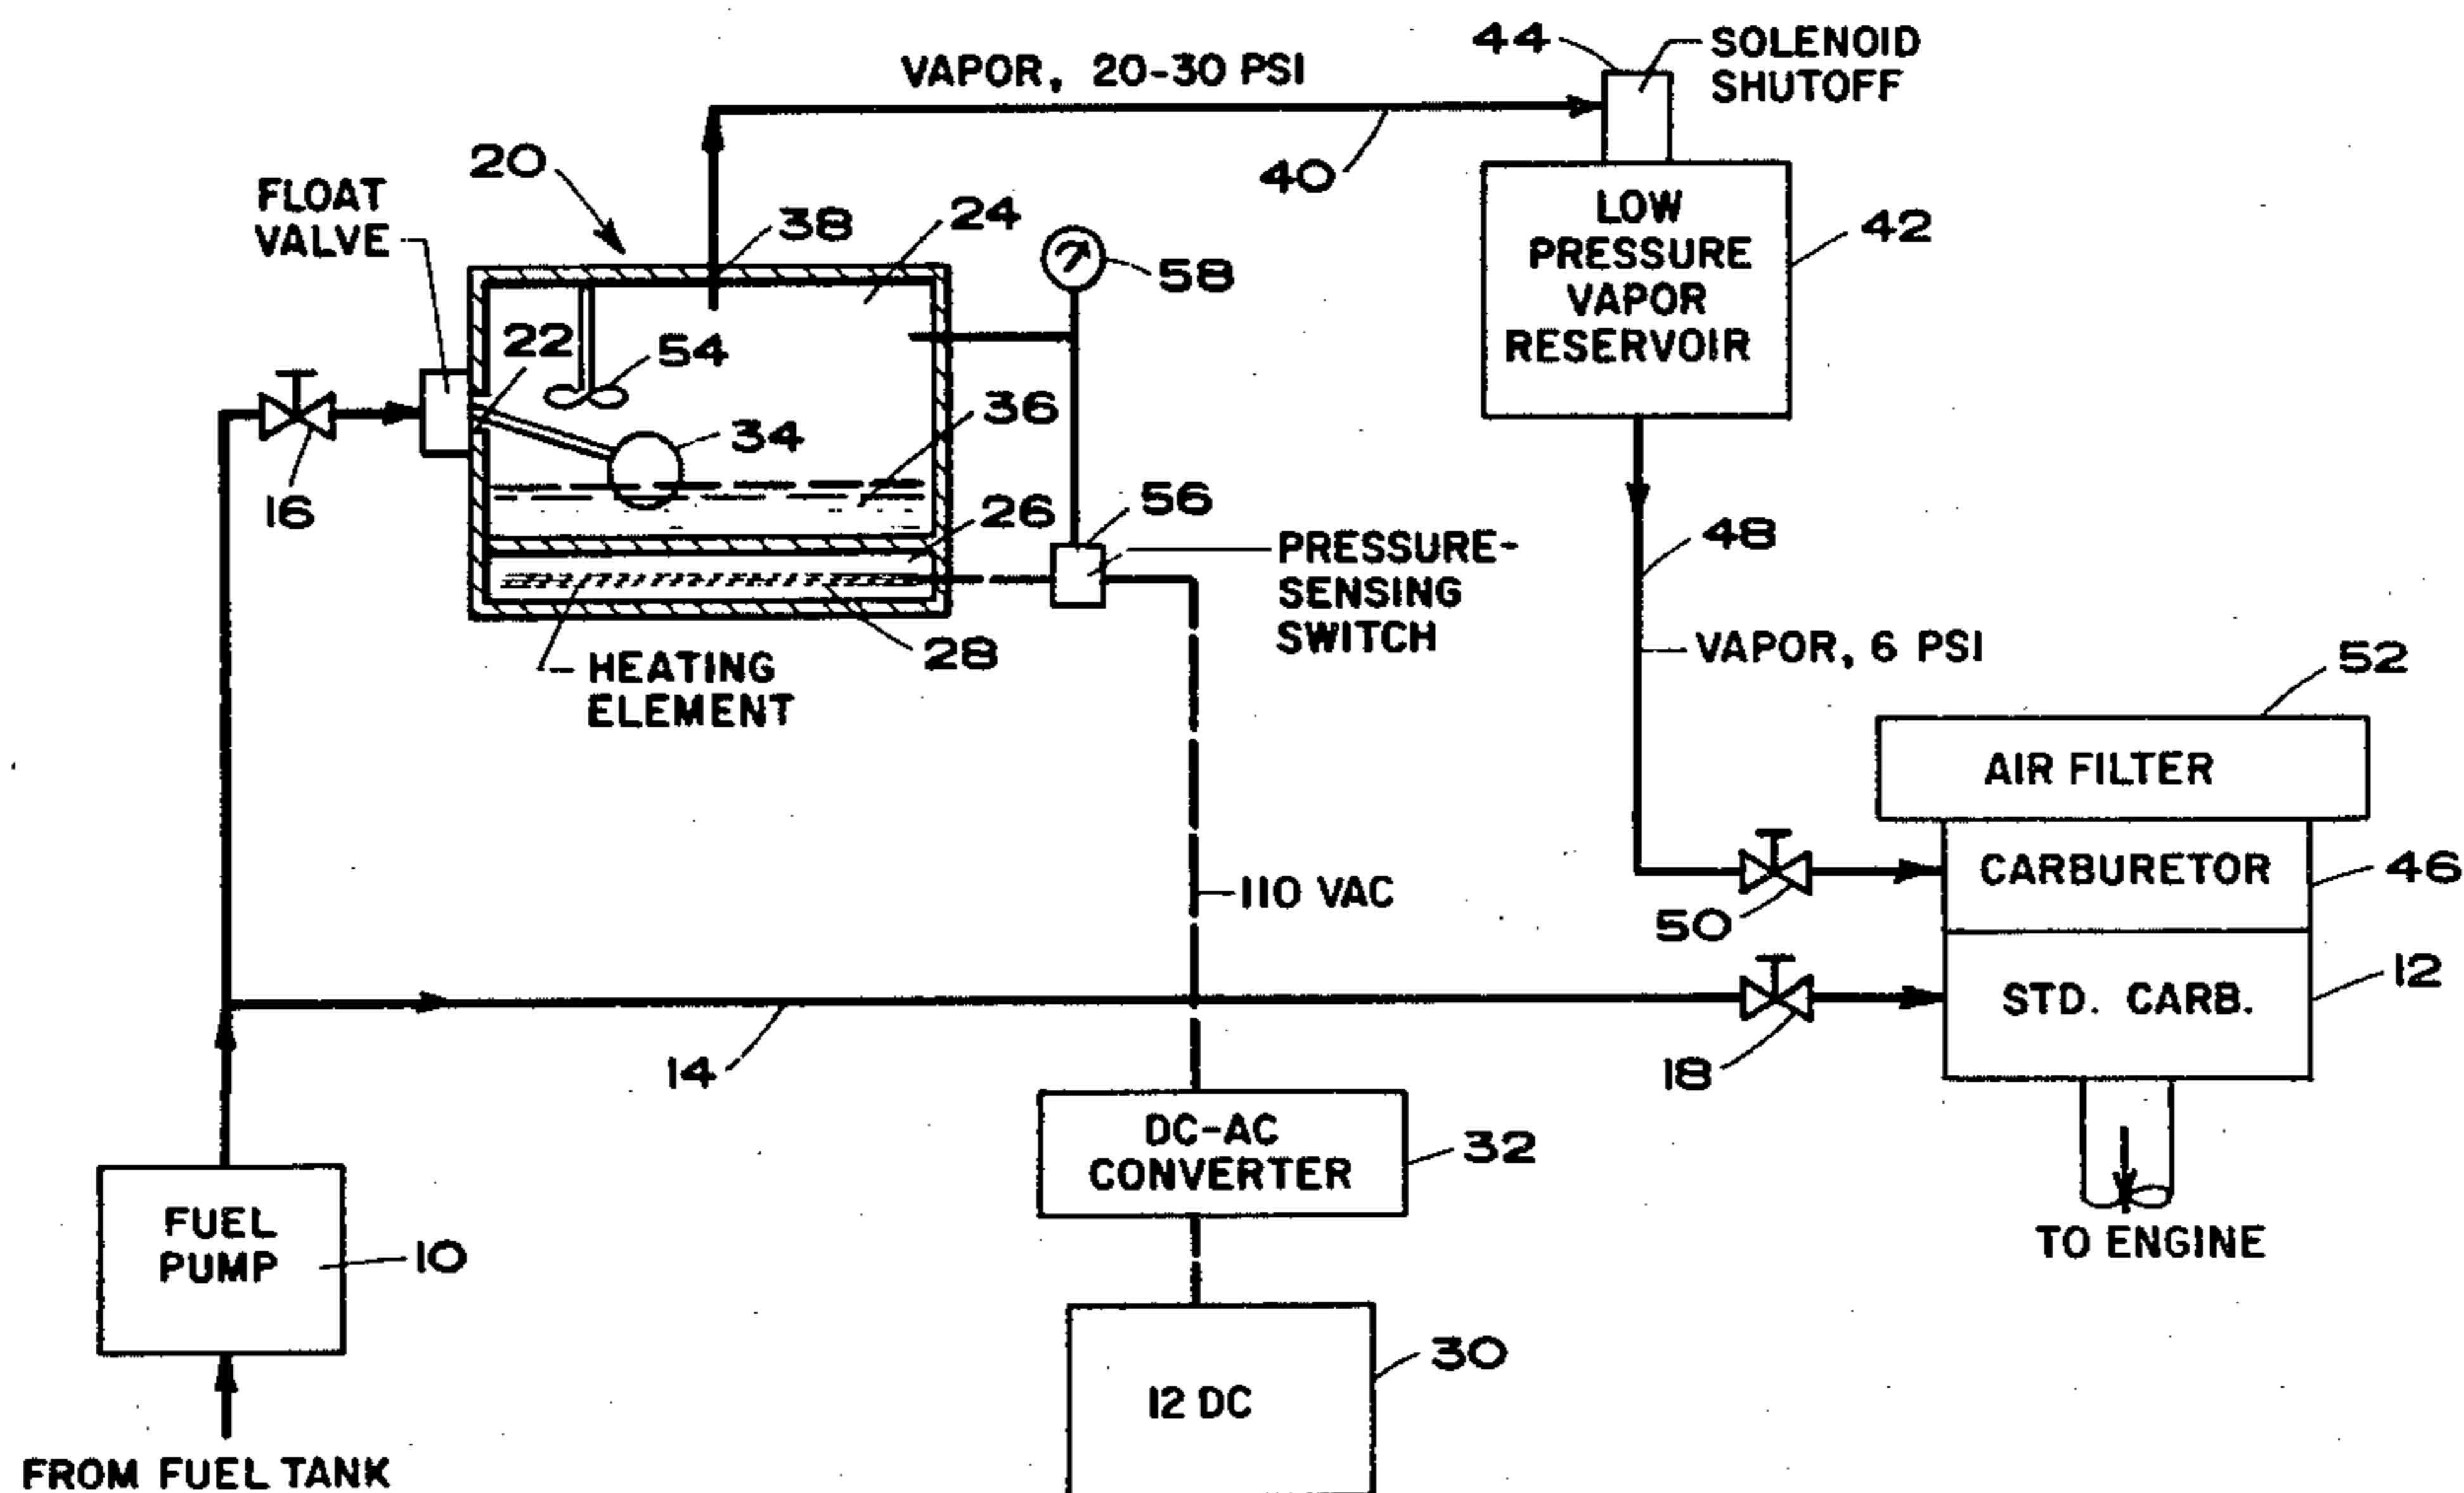 44
SOLENOID
SHUTOFF
VAPOR, 20-30 PSI
20
40
FLOAT
VALVE
38
24
LOW
PRESSURE
VAPOR
RESERVOIR
42
58
22
54
34
36
16
26
56
48
PRESSURE-
SENSING
SWITCH
28
HEATING
ELEMENT
VAPOR, 6 PSI
52
AIR FILTER
CARBURETOR
46
110 VAC
50
12
STD. CARB.
14
18
DC-AC
CONVERTER
32
FUEL
PUMP
10
TO ENGINE
30
12 DC
FROM FUEL TANK